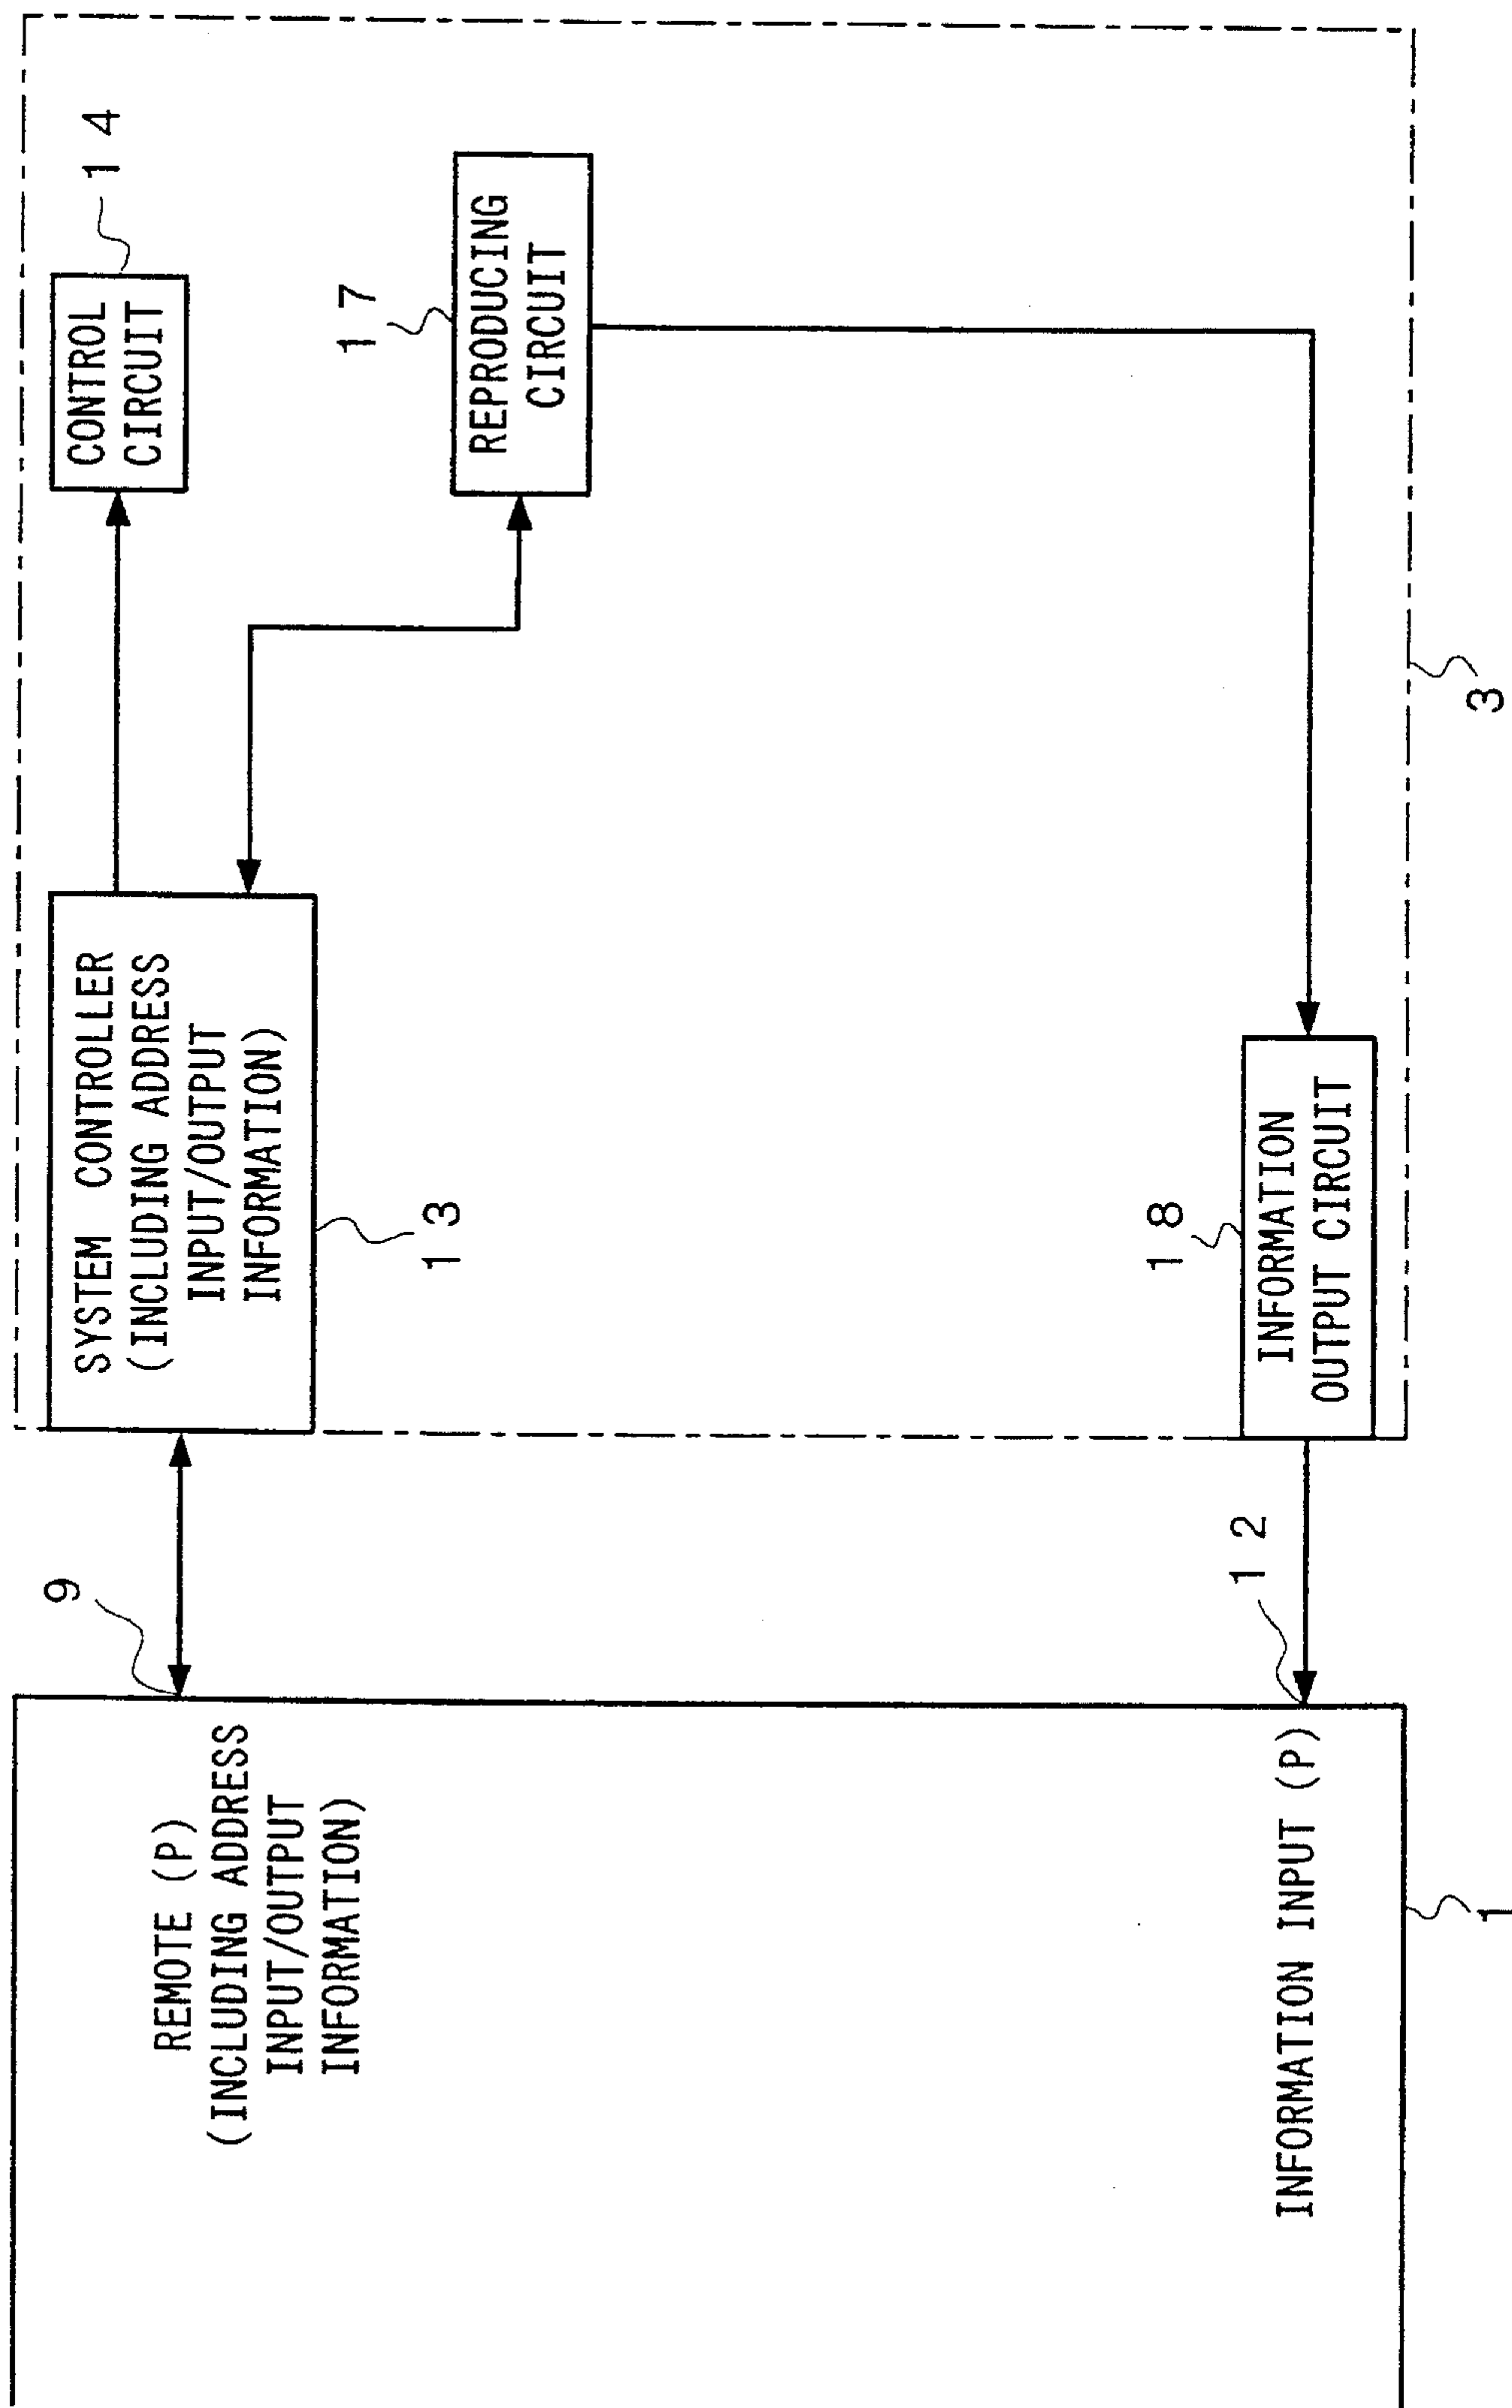 REMOTE (P)
(INCLUDING ADDRESS
INPUT/OUTPUT
INFORMATION)
9
INFORMATION INPUT (P)
12
1
SYSTEM CONTROLLER
(INCLUDING ADDRESS
INPUT/OUTPUT
INFORMATION)
13
CONTROL
CIRCUIT
14
17
REPRODUCING
CIRCUIT
18
INFORMATION
OUTPUT CIRCUIT
3